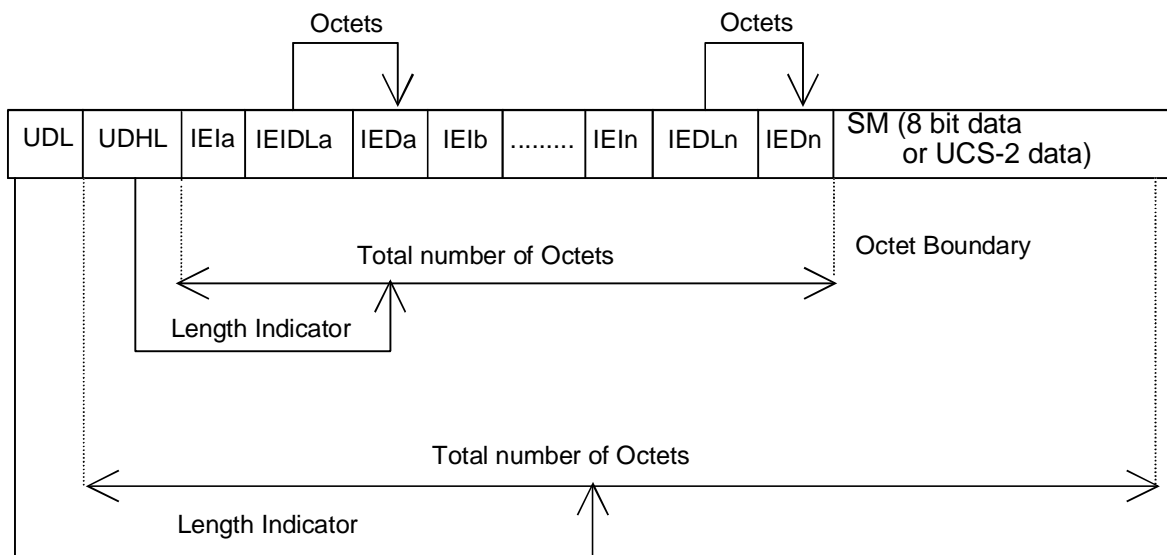 Octets Octets
UDL UDHL IEIa IEIDLa IEDa IEIb ......... IEIn IEDLn IEDn SM (8 bit data
or UCS-2 data)
Total number of Octets Octet Boundary
Length Indicator
Total number of Octets
Length Indicator